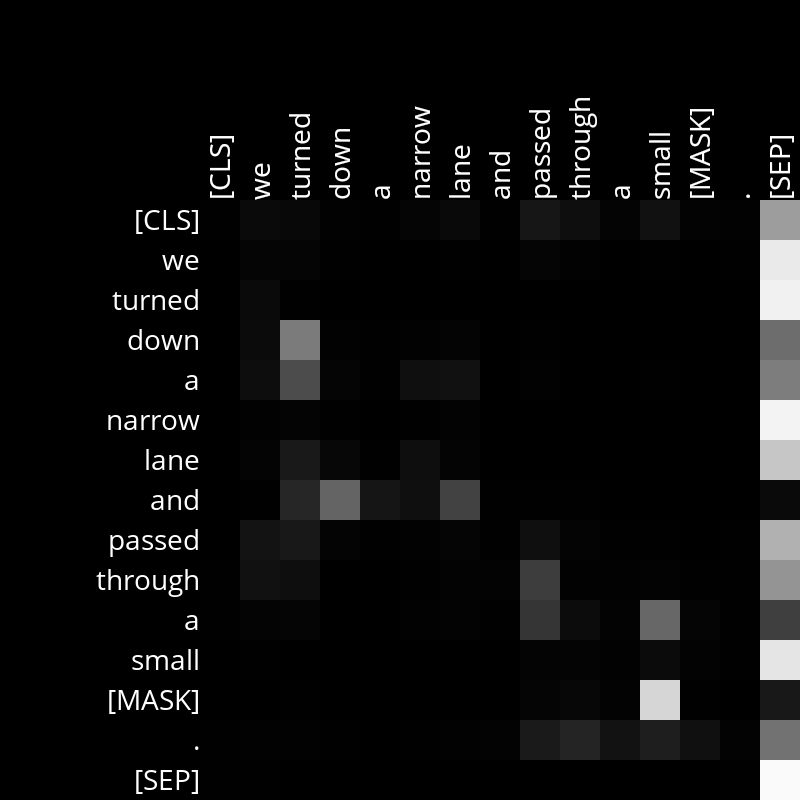 [CLS] we turned down a narrow lane and passed through a small [MASK] . [SEP]
[CLS]
we
turned
down
a
narrow
lane
and
passed
through
a
small
[MASK]
.
[SEP]